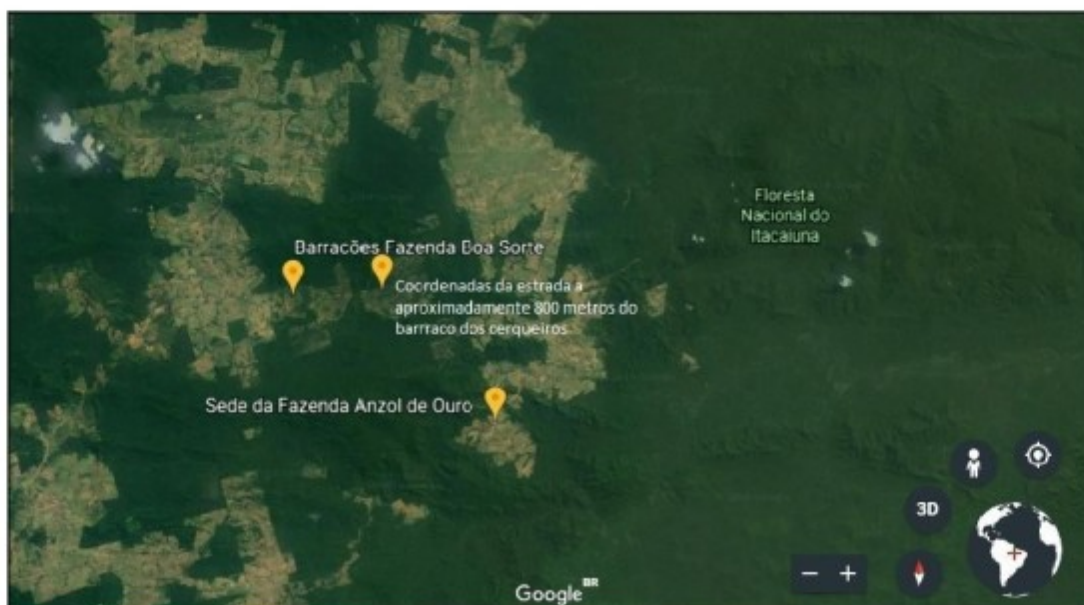 Floresta
Nacional do
Itacaiuna
Barracões Fazenda Boa Sorte
Coordenadas da estrada a
aproximadamente 800 metros do
barrraco dos cerqueiros
Sede da Fazenda Anzol de Ouro
3D
Google BR